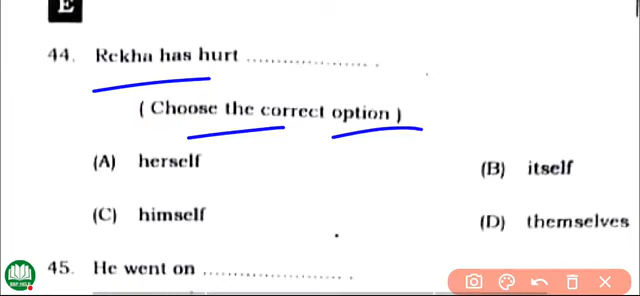 E
44. Rekha has hurt ....................... .
( Choose the correct option )
(A) herself
(B) itself
(C) himself
(D) themselves
45. He went on ....................... .